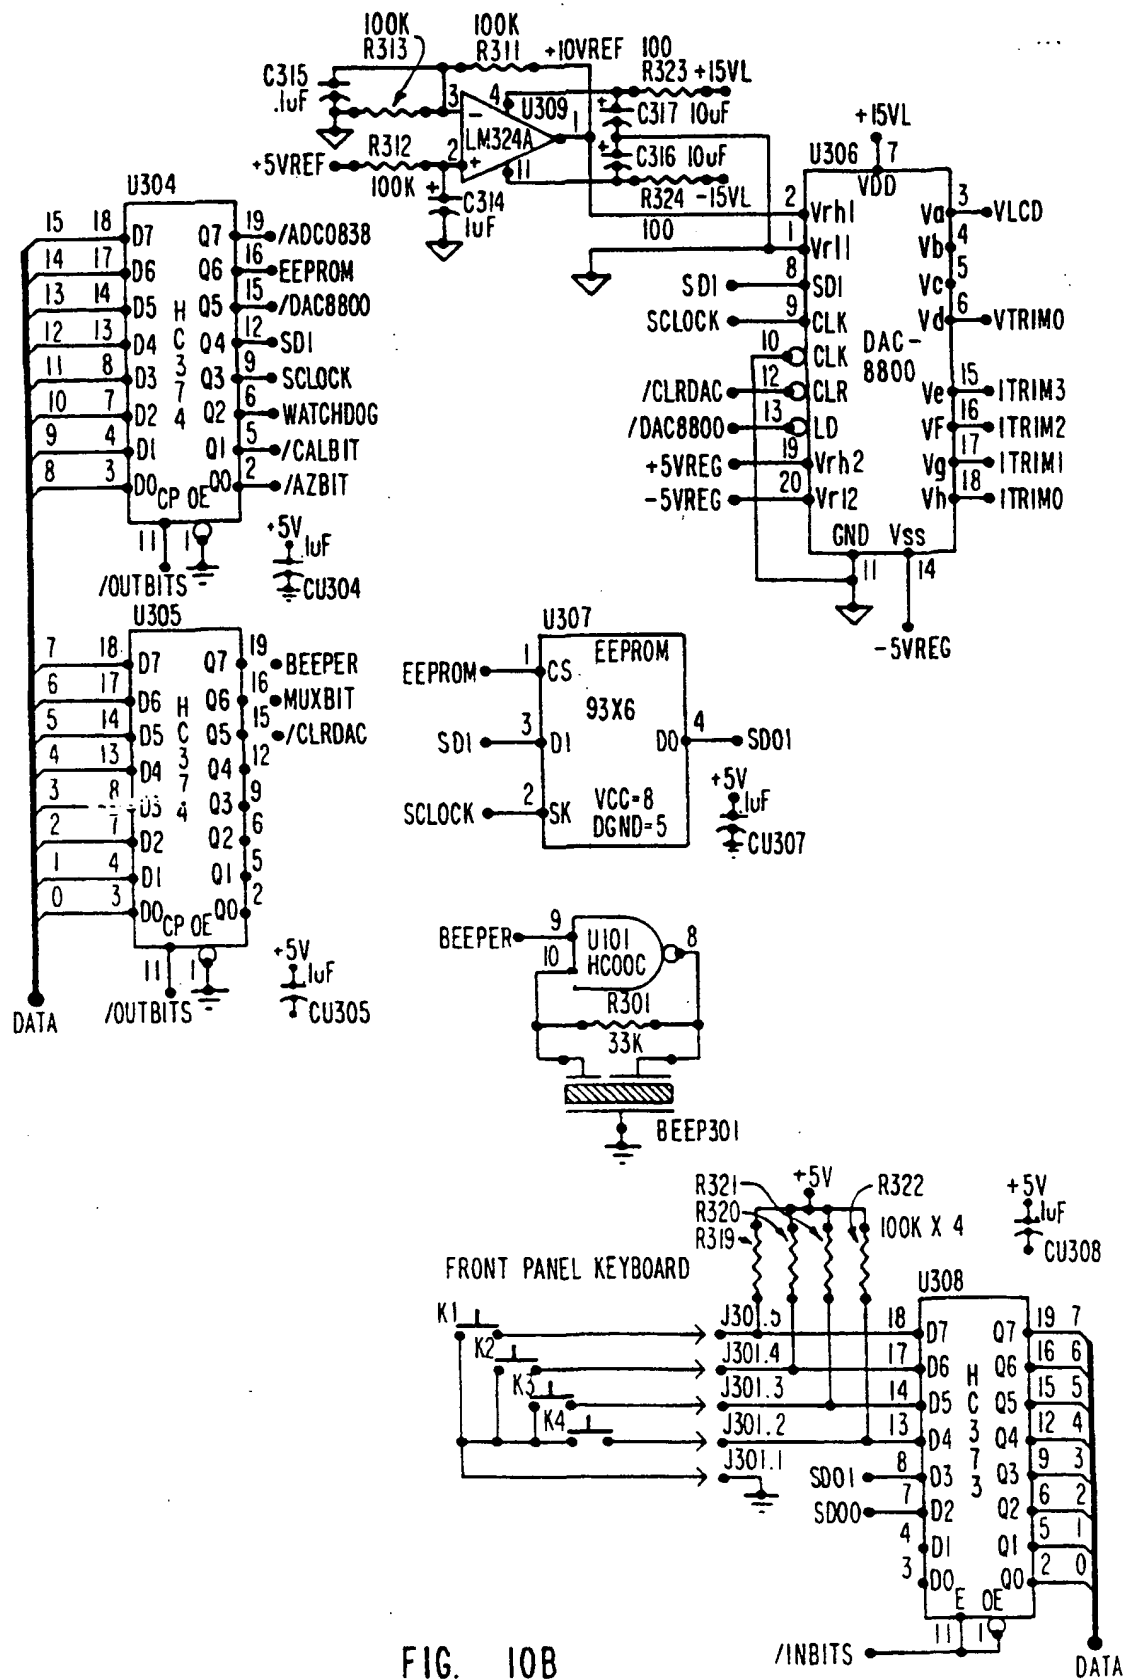 100K
R313
100K
R311
+10VREF
100
R323
+15VL
C315
.1uF
3
4
U309
1
C317 10uF
LM324A
C316 10uF
+5VREF
R312
100K
2
11
R324
-15VL
100
C314
1uF
+15VL
U306
7
VDD
2
Vrh1
Va
3
VLCD
1
Vrl1
Vb
4
SDI
8
SDI
Vc
5
SCLOCK
9
CLK
Vd
6
VTRIM0
10
CLK
DAC-
8800
/CLRDAC
12
CLR
Ve
15
ITRIM3
/DAC8800
13
LD
VF
16
ITRIM2
+5VREG
19
Vrh2
Vg
17
ITRIM1
-5VREG
20
Vrl2
Vh
18
ITRIM0
GND
Vss
11
14
-5VREG
U304
15 18 D7 Q7 19 /ADC0838
14 17 D6 Q6 16 EEPROM
13 14 D5 Q5 15 /DAC8800
12 13 D4 Q4 12 SDI
11 8 D3 Q3 9 SCLOCK
10 7 D2 Q2 6 WATCHDOG
9 4 D1 Q1 5 /CALBIT
8 3 D0 Q0 2 /AZBIT
HC374
CP OE
11
1
/OUTBITS
+5V
.1uF
CU304
U305
7 18 D7 Q7 19 BEEPER
6 17 D6 Q6 16 MUXBIT
5 14 D5 Q5 15 /CLRDAC
4 13 D4 Q4 12
3 8 D3 Q3 9
2 7 D2 Q2 6
1 4 D1 Q1 5
0 3 D0 Q0 2
HC374
CP OE
11
1
/OUTBITS
+5V
.1uF
CU305
DATA
U307
EEPROM
93X6
EEPROM 1 CS
SDI 3 DI
DO 4 SDO1
SCLOCK 2 SK
VCC=8
DGND=5
+5V
.1uF
CU307
BEEPER
9
10
U101
HC00C
8
R301
33K
BEEP301
R321
R320
R319
+5V
R322
100K X 4
+5V
.1uF
CU308
FRONT PANEL KEYBOARD
U308
K1
J301.5 18 D7 Q7 19 7
K2
J301.4 17 D6 Q6 16 6
K3
J301.3 14 D5 Q5 15 5
K4
J301.2 13 D4 Q4 12 4
J301.1
SDO1 8 D3 Q3 9 3
SDO0 7 D2 Q2 6 2
4 D1 Q1 5 1
3 D0 Q0 2 0
HC373
E OE
11
1
/INBITS
DATA
FIG. 10B